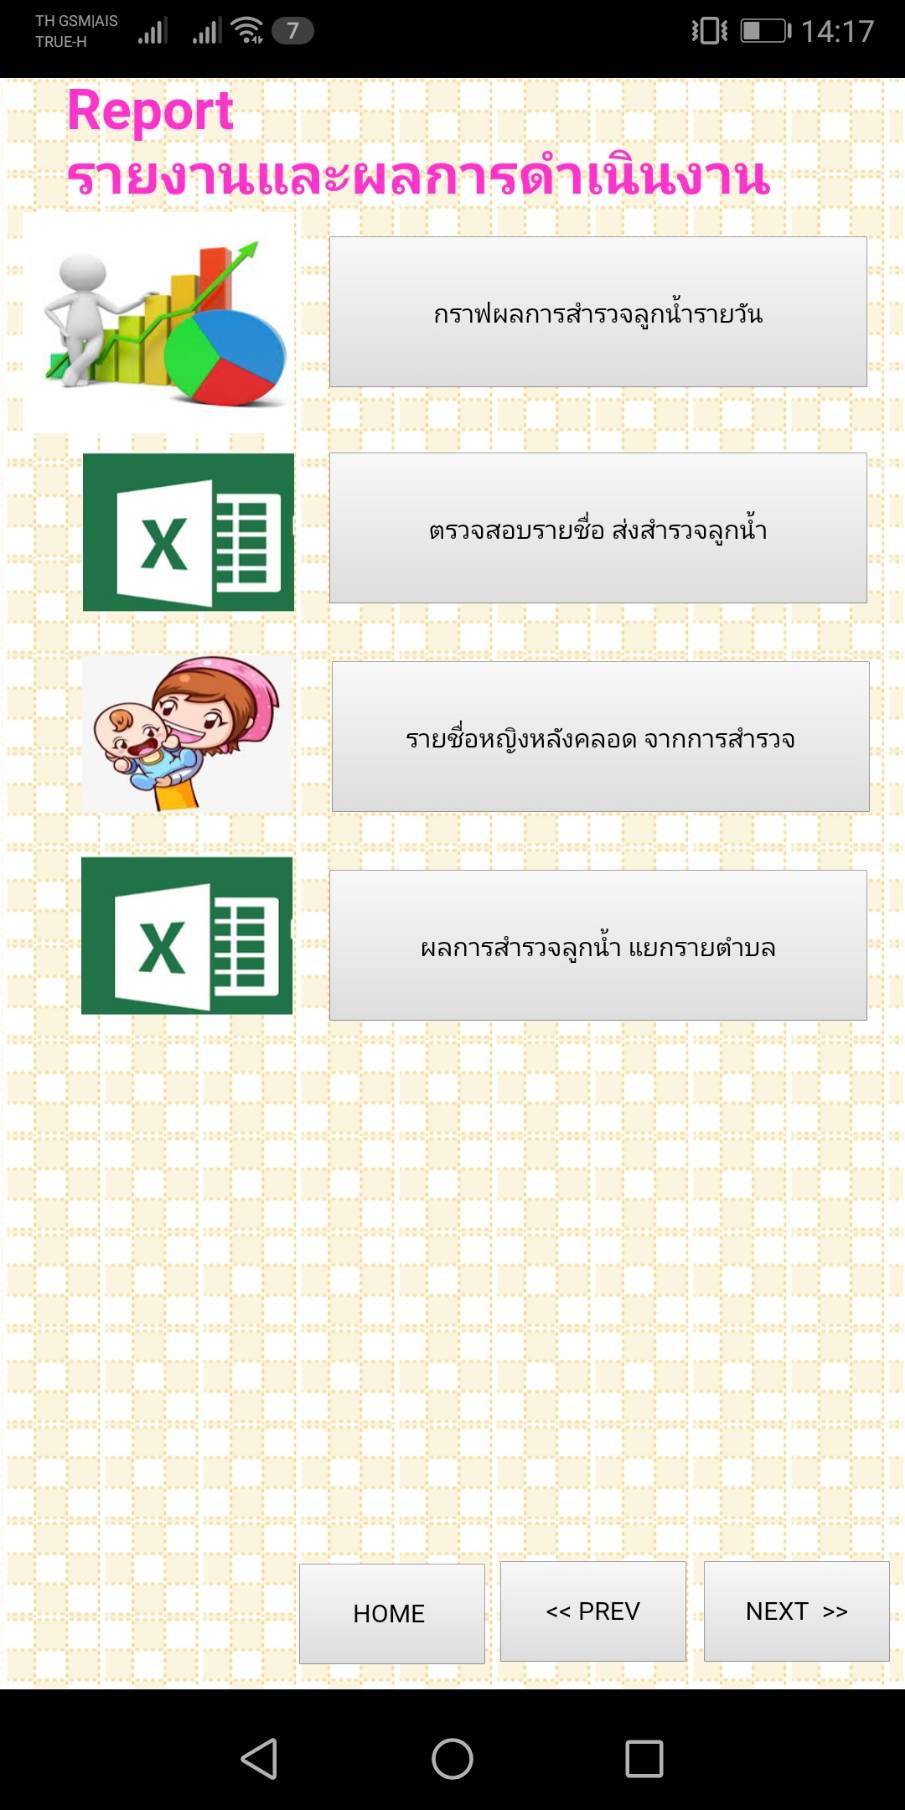 TH GSM|AIS
TRUE-H
7
14:17
Report
รายงานและผลการดำเนินงาน
กราฟผลการสำรวจลูกน้ำรายวัน
X
ตรวจสอบรายชื่อ ส่งสำรวจลูกน้ำ
รายชื่อหญิงหลังคลอด จากการสำรวจ
X
ผลการสำรวจลูกน้ำ แยกรายตำบล
HOME
<< PREV
NEXT >>